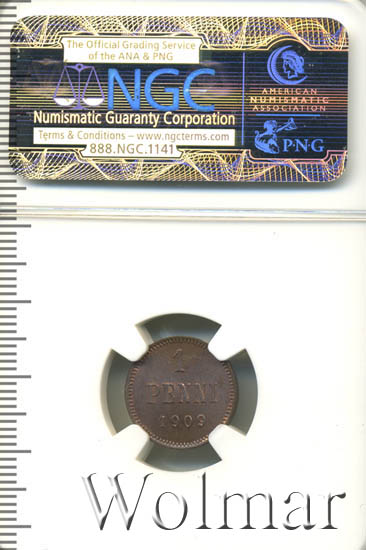 The Official Grading Service
of the ANA & PNG
NGC
Numismatic Guaranty Corporation
Terms & Conditions – www.ngcterms.com
888.NGC.1141
AMERICAN
NUMISMATIC
ASSOCIATION
PNG
1
PENNI
1909
Wolmar